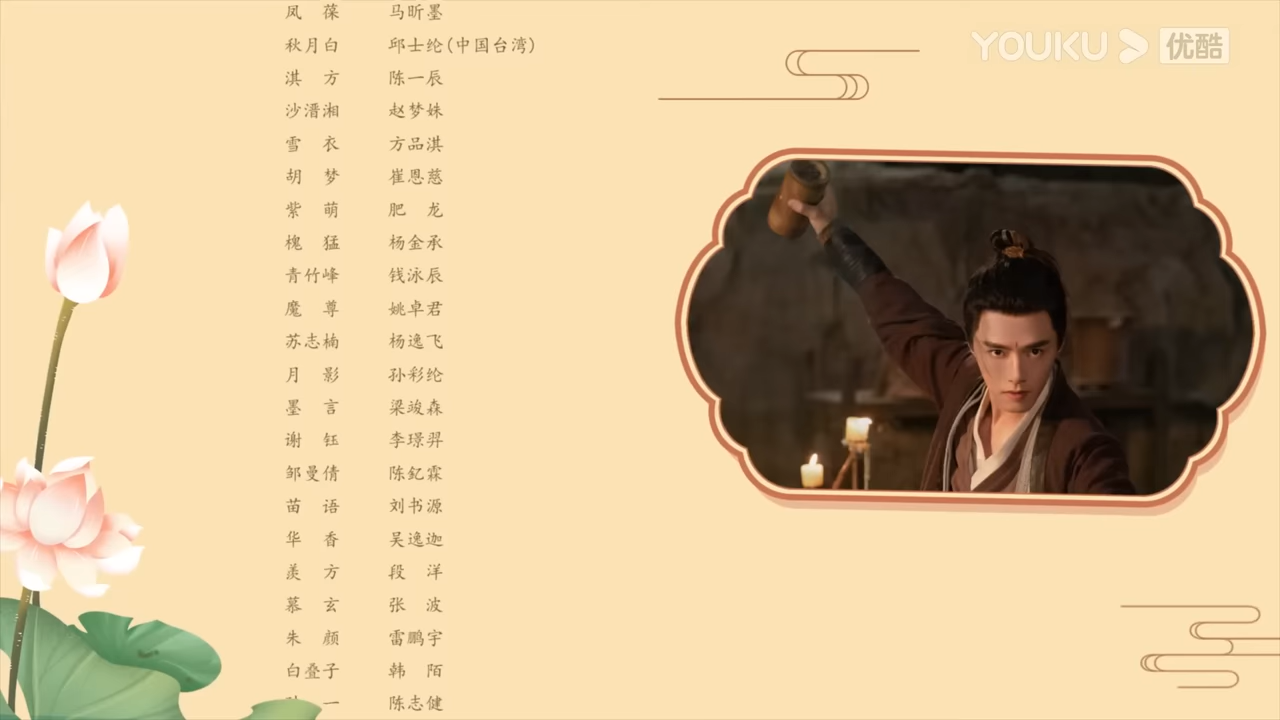 凤 葆 马昕墨
秋月白 邱士纶(中国台湾)
淇 方 陈一辰
沙溍湘 赵梦姝
雪 衣 方品淇
胡 梦 崔恩慈
紫 萌 肥 龙
槐 猛 杨金承
青竹峰 钱泳辰
魔 尊 姚卓君
苏志楠 杨逸飞
月 影 孙彩纶
墨 言 梁竣森
谢 钰 李璟羿
邹曼倩 陈釔霖
苗 语 刘书源
华 香 吴逸迦
羡 方 段 洋
慕 玄 张 波
朱 颜 雷鹏宇
白叠子 韩 陌
一 陈志健
YOUKU 优酷